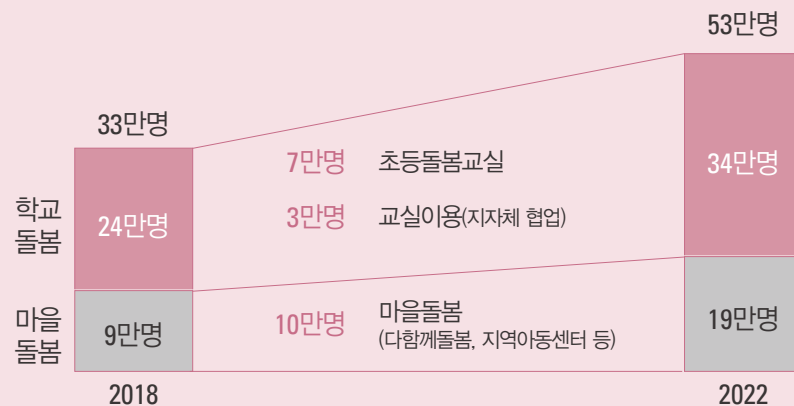 53만명
33만명
7만명 초등돌봄교실
34만명
학교
돌봄
24만명
3만명 교실이용(지자체 협업)
마을
돌봄
9만명
10만명 마을돌봄
(다함께돌봄, 지역아동센터 등)
19만명
2018
2022